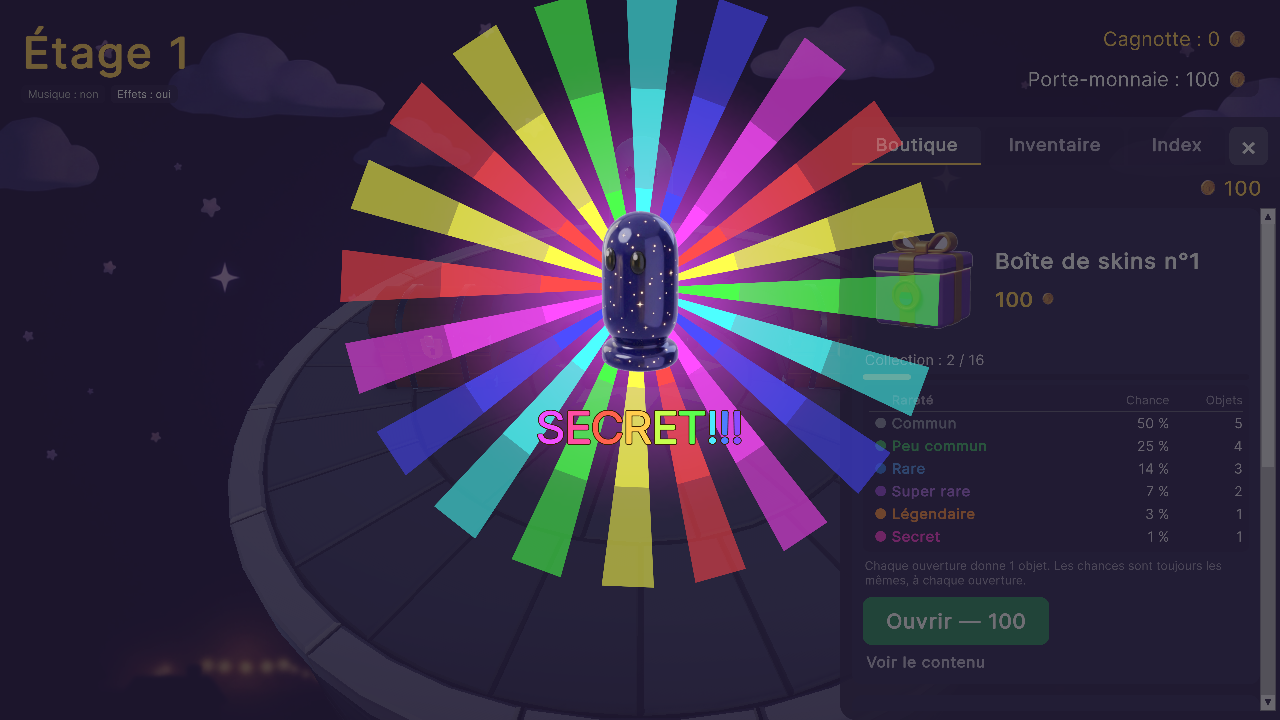 Étage 1
Musique : non
Effets : oui
Cagnotte : 0
Porte-monnaie : 100
Boutique
Inventaire
Index
×
100
Boîte de skins n°1
100
Collection : 2 / 16
Rareté Chance Objets
Commun 50 % 5
Peu commun 25 % 4
Rare 14 % 3
Super rare 7 % 2
Légendaire 3 % 1
Secret 1 % 1
Chaque ouverture donne 1 objet. Les chances sont toujours les
mêmes, à chaque ouverture.
Ouvrir — 100
Voir le contenu
SECRET!!!